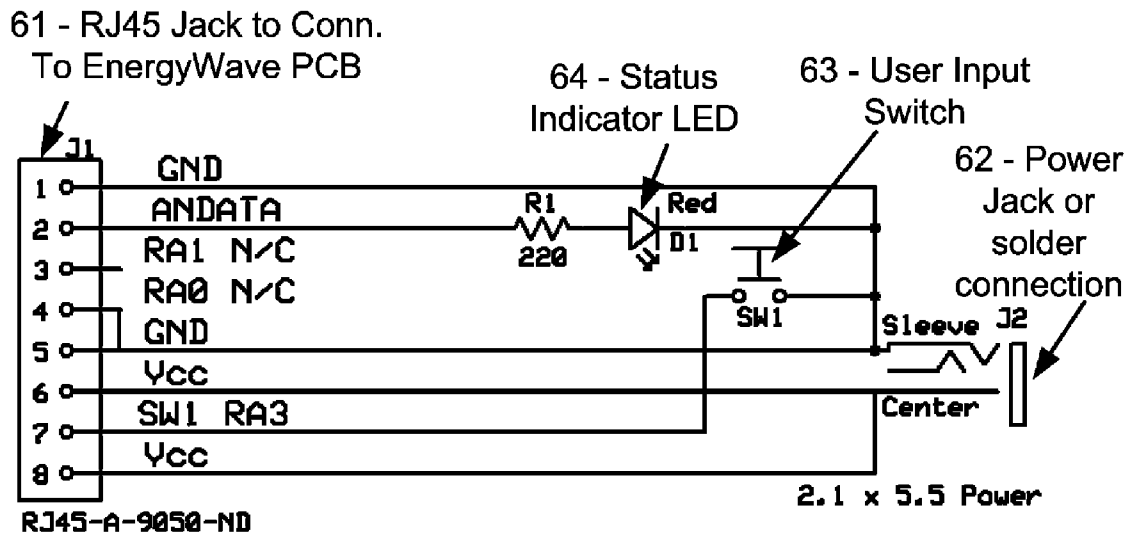 61 - RJ45 Jack to Conn.
To EnergyWave PCB
64 - Status
Indicator LED
63 - User Input
Switch
62 - Power
Jack or
solder
connection
J1
1
GND
2
ANDATA
R1
220
Red
D1
3
RA1 N/C
4
RA0 N/C
SW1
5
GND
Sleeve
J2
6
Vcc
Center
7
SW1 RA3
8
Vcc
2.1 x 5.5 Power
RJ45-A-9050-ND